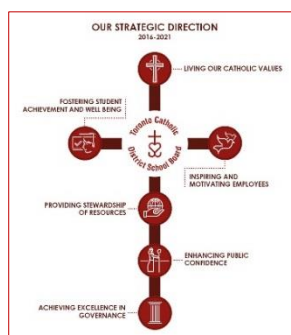 OUR STRATEGIC DIRECTION
2016-2021
LIVING OUR CATHOLIC VALUES
FOSTERING STUDENT
ACHIEVEMENT AND WELL BEING
Toronto Catholic
District School Board
INSPIRING AND
MOTIVATING EMPLOYEES
PROVIDING STEWARDSHIP
OF RESOURCES
ENHANCING PUBLIC
CONFIDENCE
ACHIEVING EXCELLENCE IN
GOVERNANCE